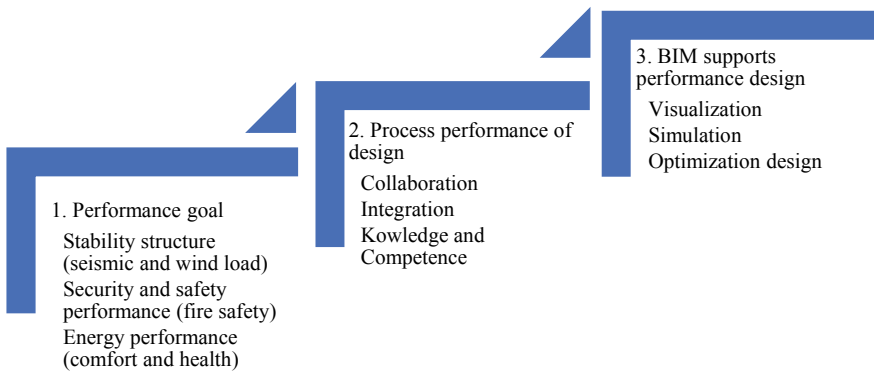 1. Performance goal
Stability structure
(seismic and wind load)
Security and safety
performance (fire safety)
Energy performance
(comfort and health)
2. Process performance of
design
Collaboration
Integration
Kowledge and
Competence
3. BIM supports
performance design
Visualization
Simulation
Optimization design